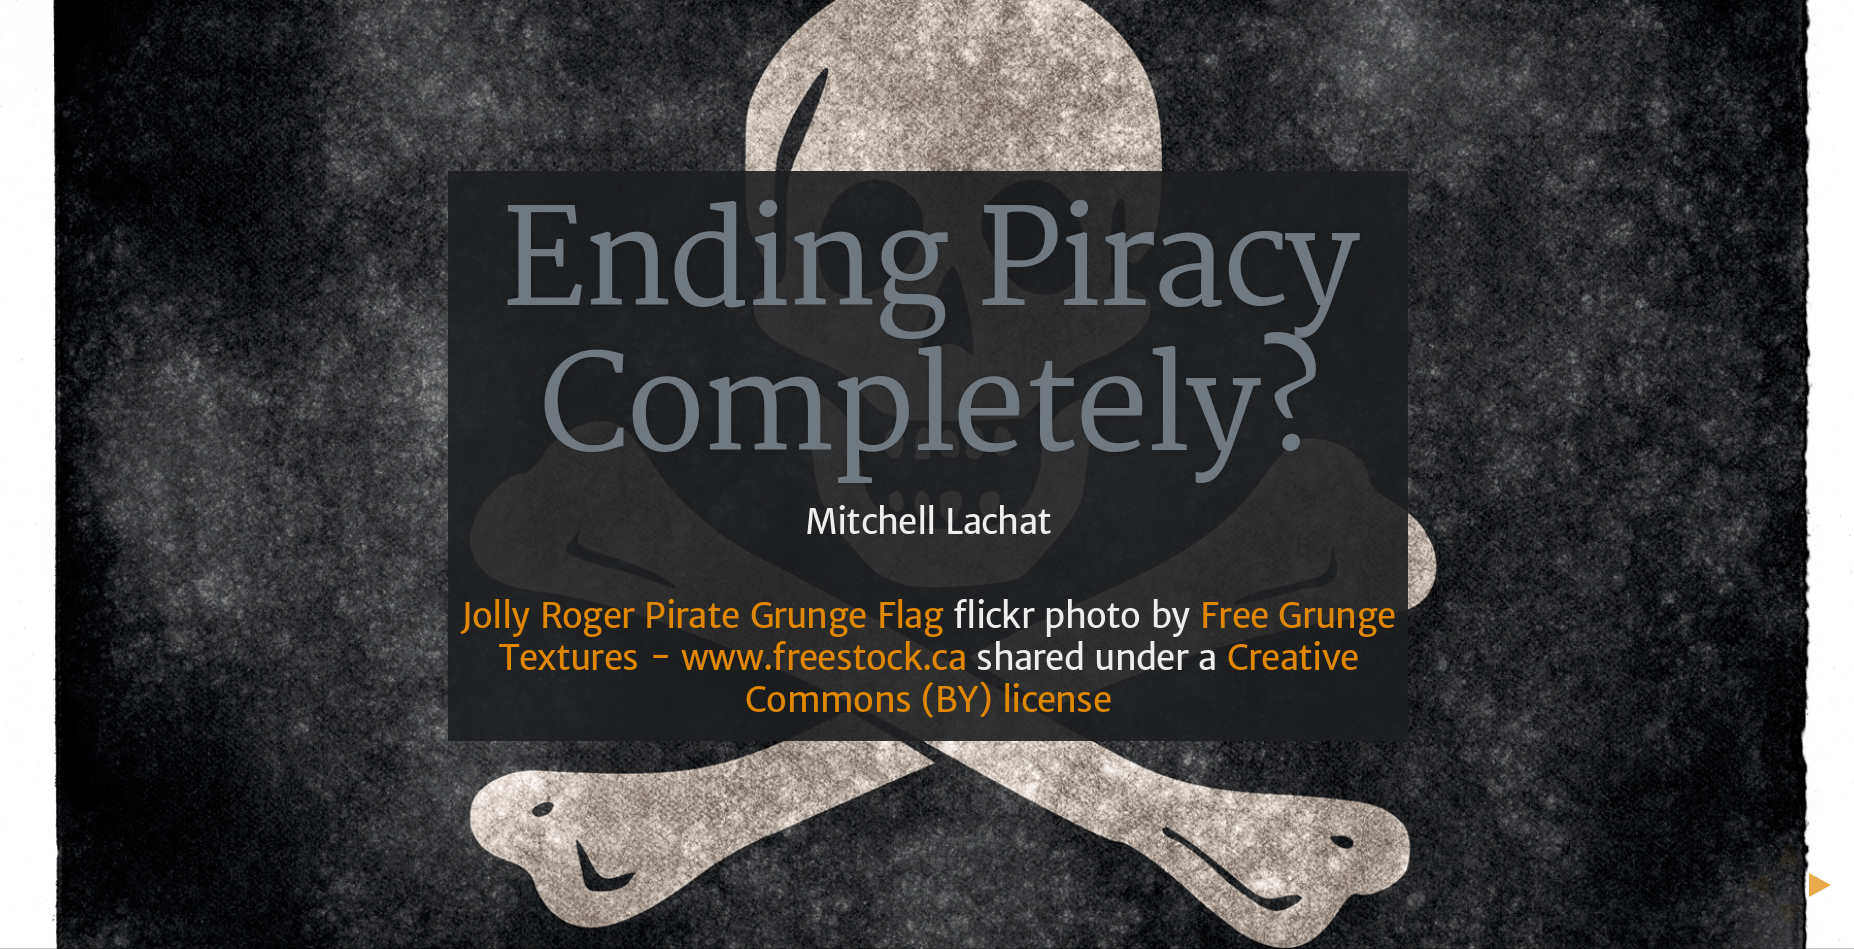 Ending Piracy
Completely?
Mitchell Lachat
Jolly Roger Pirate Grunge Flag flickr photo by Free Grunge
Textures - www.freestock.ca shared under a Creative
Commons (BY) license